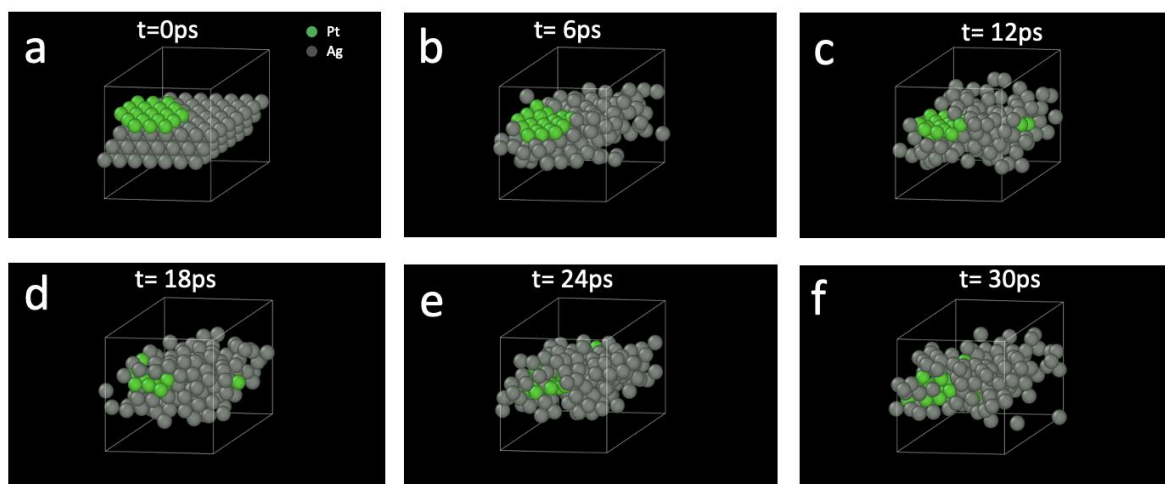 a
t=0ps
Pt
Ag
b
t= 6ps
c
t= 12ps
d
t= 18ps
e
t= 24ps
f
t= 30ps